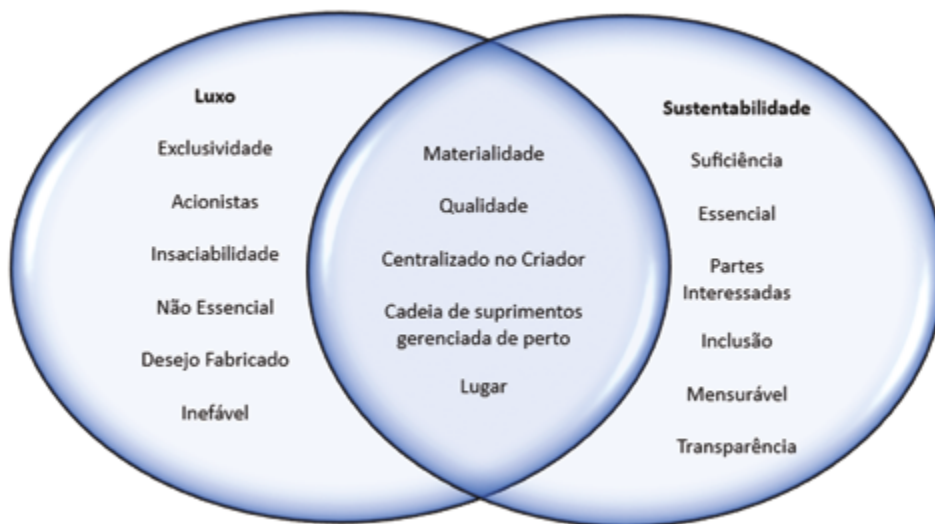 Luxo
Exclusividade
Acionistas
Insaciabilidade
Não Essencial
Desejo Fabricado
Inefável
Materialidade
Qualidade
Centralizado no Criador
Cadeia de suprimentos
gerenciada de perto
Lugar
Sustentabilidade
Suficiência
Essencial
Partes
Interessadas
Inclusão
Mensurável
Transparência